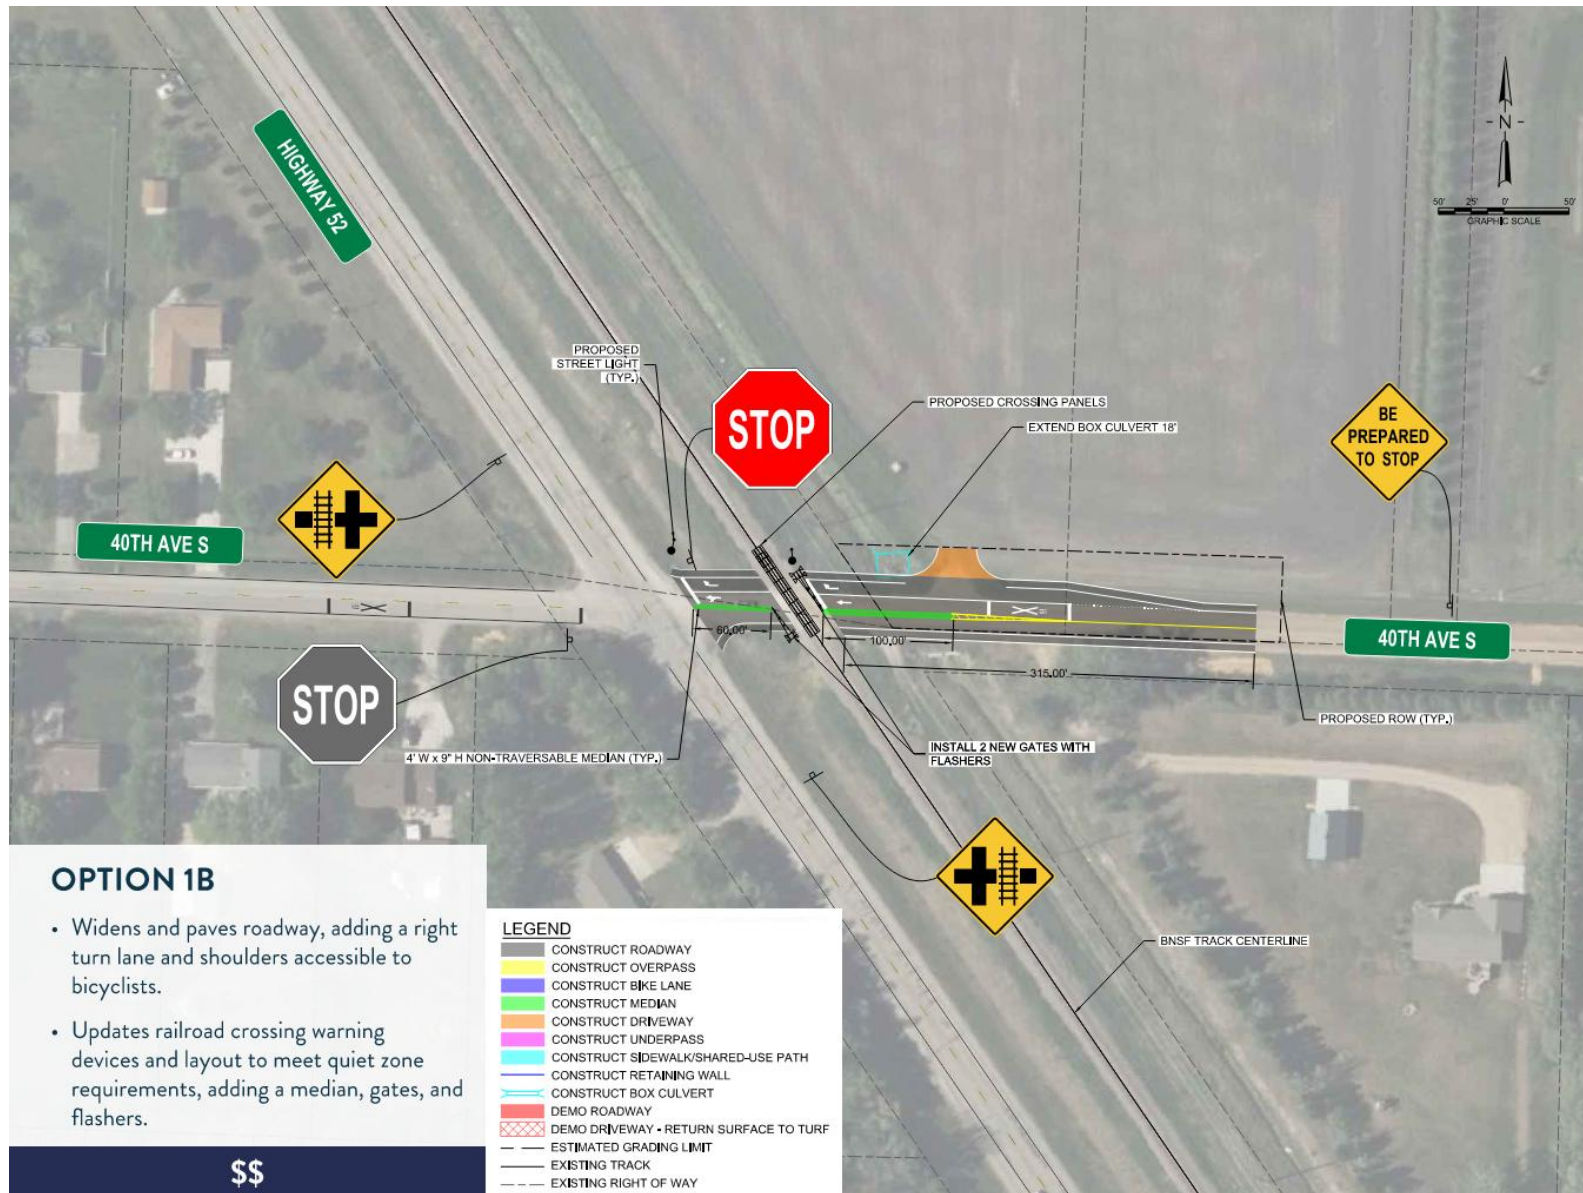 HIGHWAY 52
- N -
50' 25' 0' 50'
GRAPHIC SCALE
PROPOSED
STREET LIGHT
(TYP.)
STOP
PROPOSED CROSSING PANELS
EXTEND BOX CULVERT 18'
BE
PREPARED
TO STOP
40TH AVE S
60.00'
100.00'
315.00'
40TH AVE S
STOP
PROPOSED ROW (TYP.)
4' W x 9" H NON-TRAVERSABLE MEDIAN (TYP.)
INSTALL 2 NEW GATES WITH
FLASHERS
BNSF TRACK CENTERLINE
OPTION 1B
• Widens and paves roadway, adding a right
turn lane and shoulders accessible to
bicyclists.
• Updates railroad crossing warning
devices and layout to meet quiet zone
requirements, adding a median, gates, and
flashers.
$$
LEGEND
CONSTRUCT ROADWAY
CONSTRUCT OVERPASS
CONSTRUCT BIKE LANE
CONSTRUCT MEDIAN
CONSTRUCT DRIVEWAY
CONSTRUCT UNDERPASS
CONSTRUCT SIDEWALK/SHARED-USE PATH
CONSTRUCT RETAINING WALL
CONSTRUCT BOX CULVERT
DEMO ROADWAY
DEMO DRIVEWAY - RETURN SURFACE TO TURF
ESTIMATED GRADING LIMIT
EXISTING TRACK
EXISTING RIGHT OF WAY